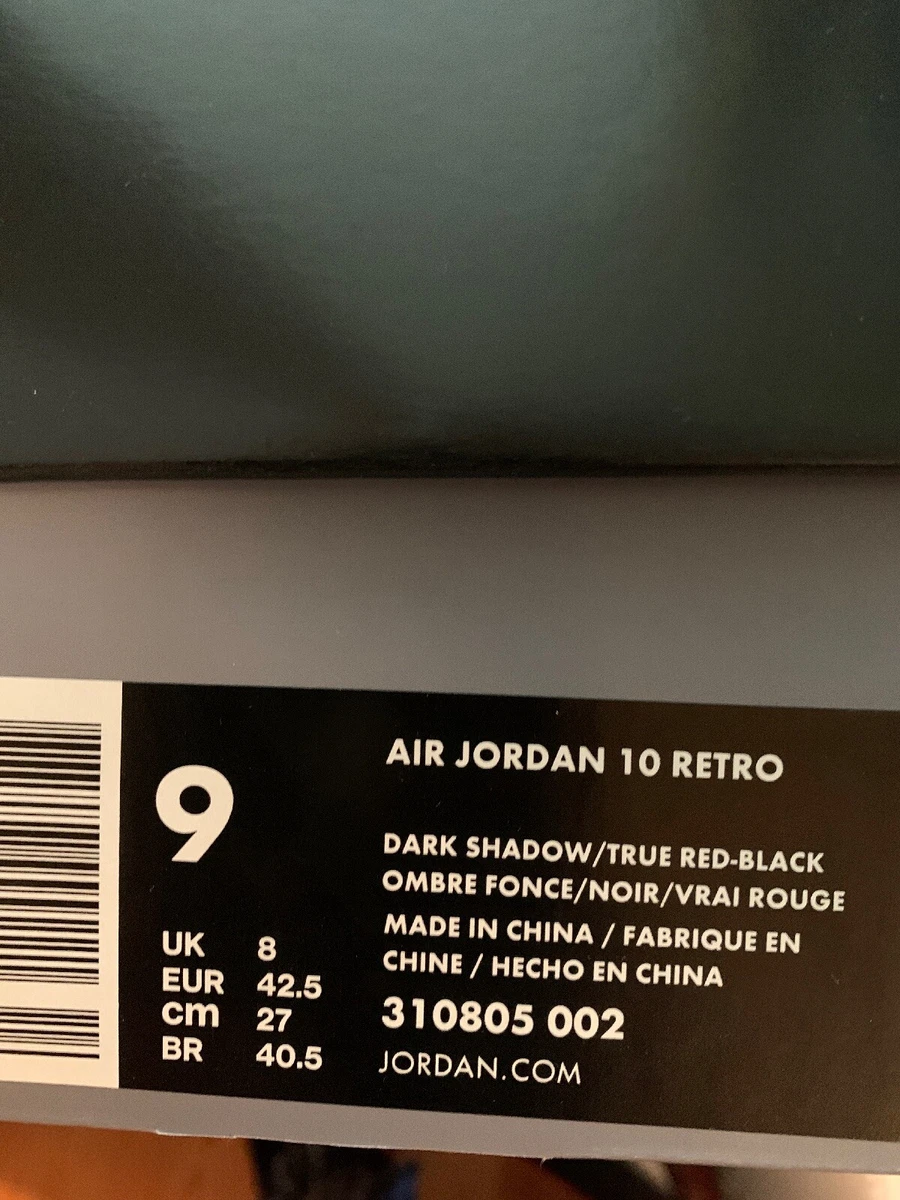 AIR JORDAN 10 RETRO
9
DARK SHADOW/TRUE RED-BLACK
OMBRE FONCE/NOIR/VRAI ROUGE
MADE IN CHINA / FABRIQUE EN
CHINE / HECHO EN CHINA
UK 8
EUR 42.5
cm 27
BR 40.5
310805 002
JORDAN.COM